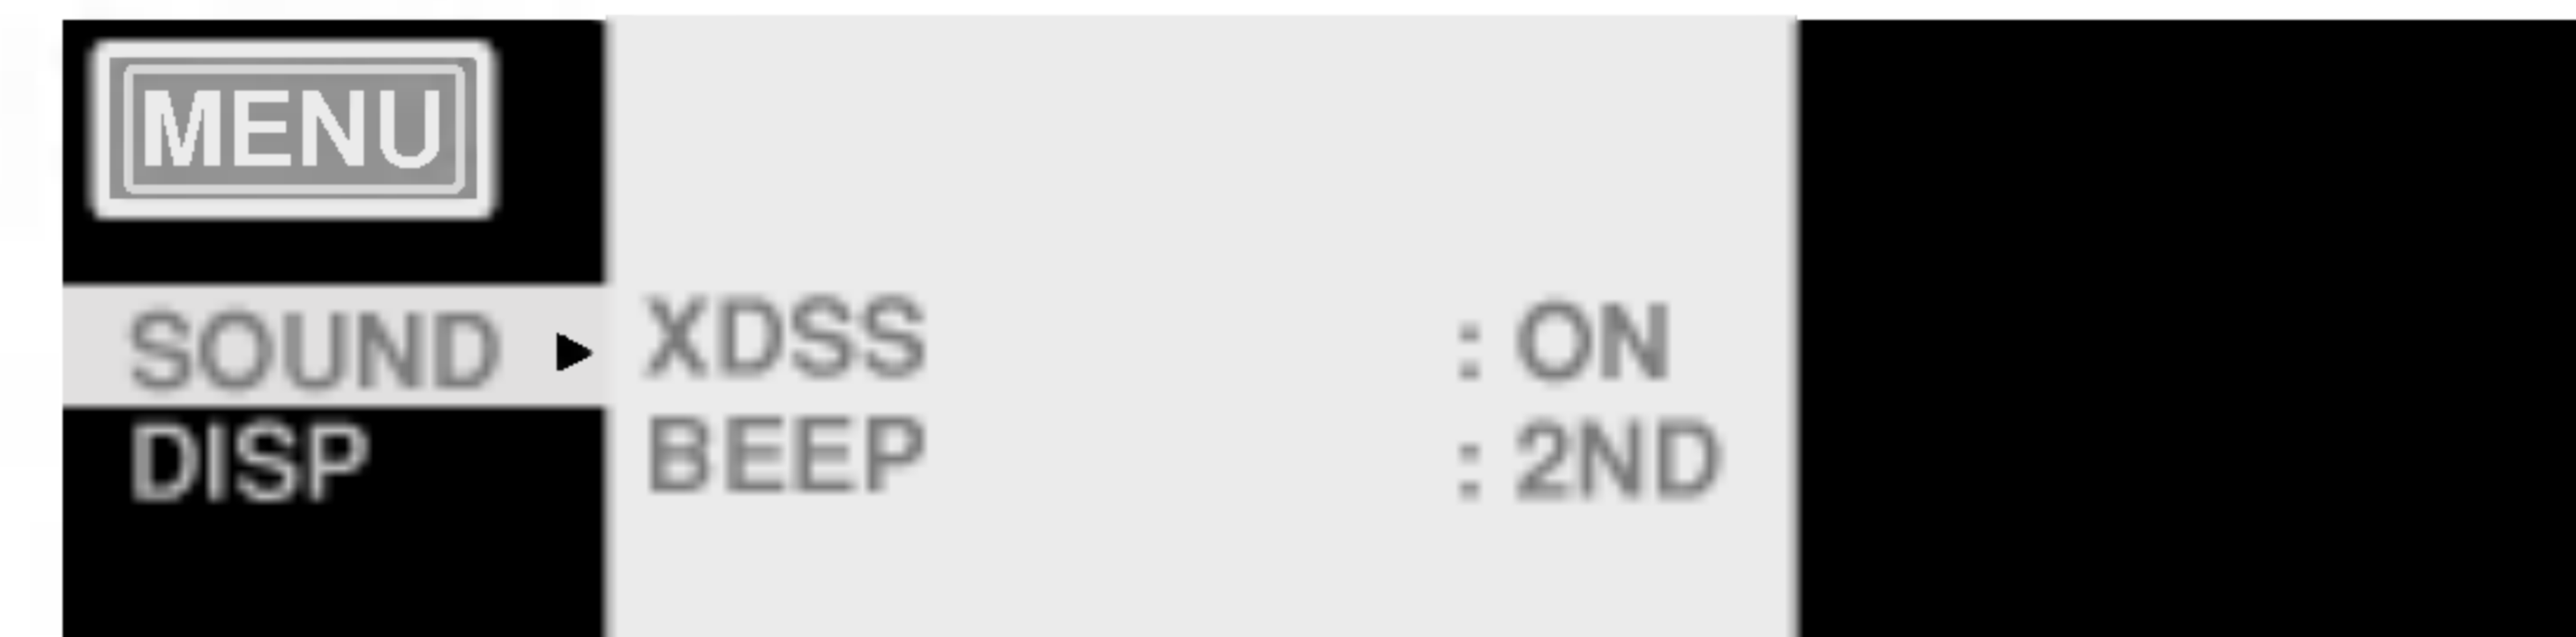 MENU
SOUND ▶ XDSS : ON
DISP BEEP : 2ND